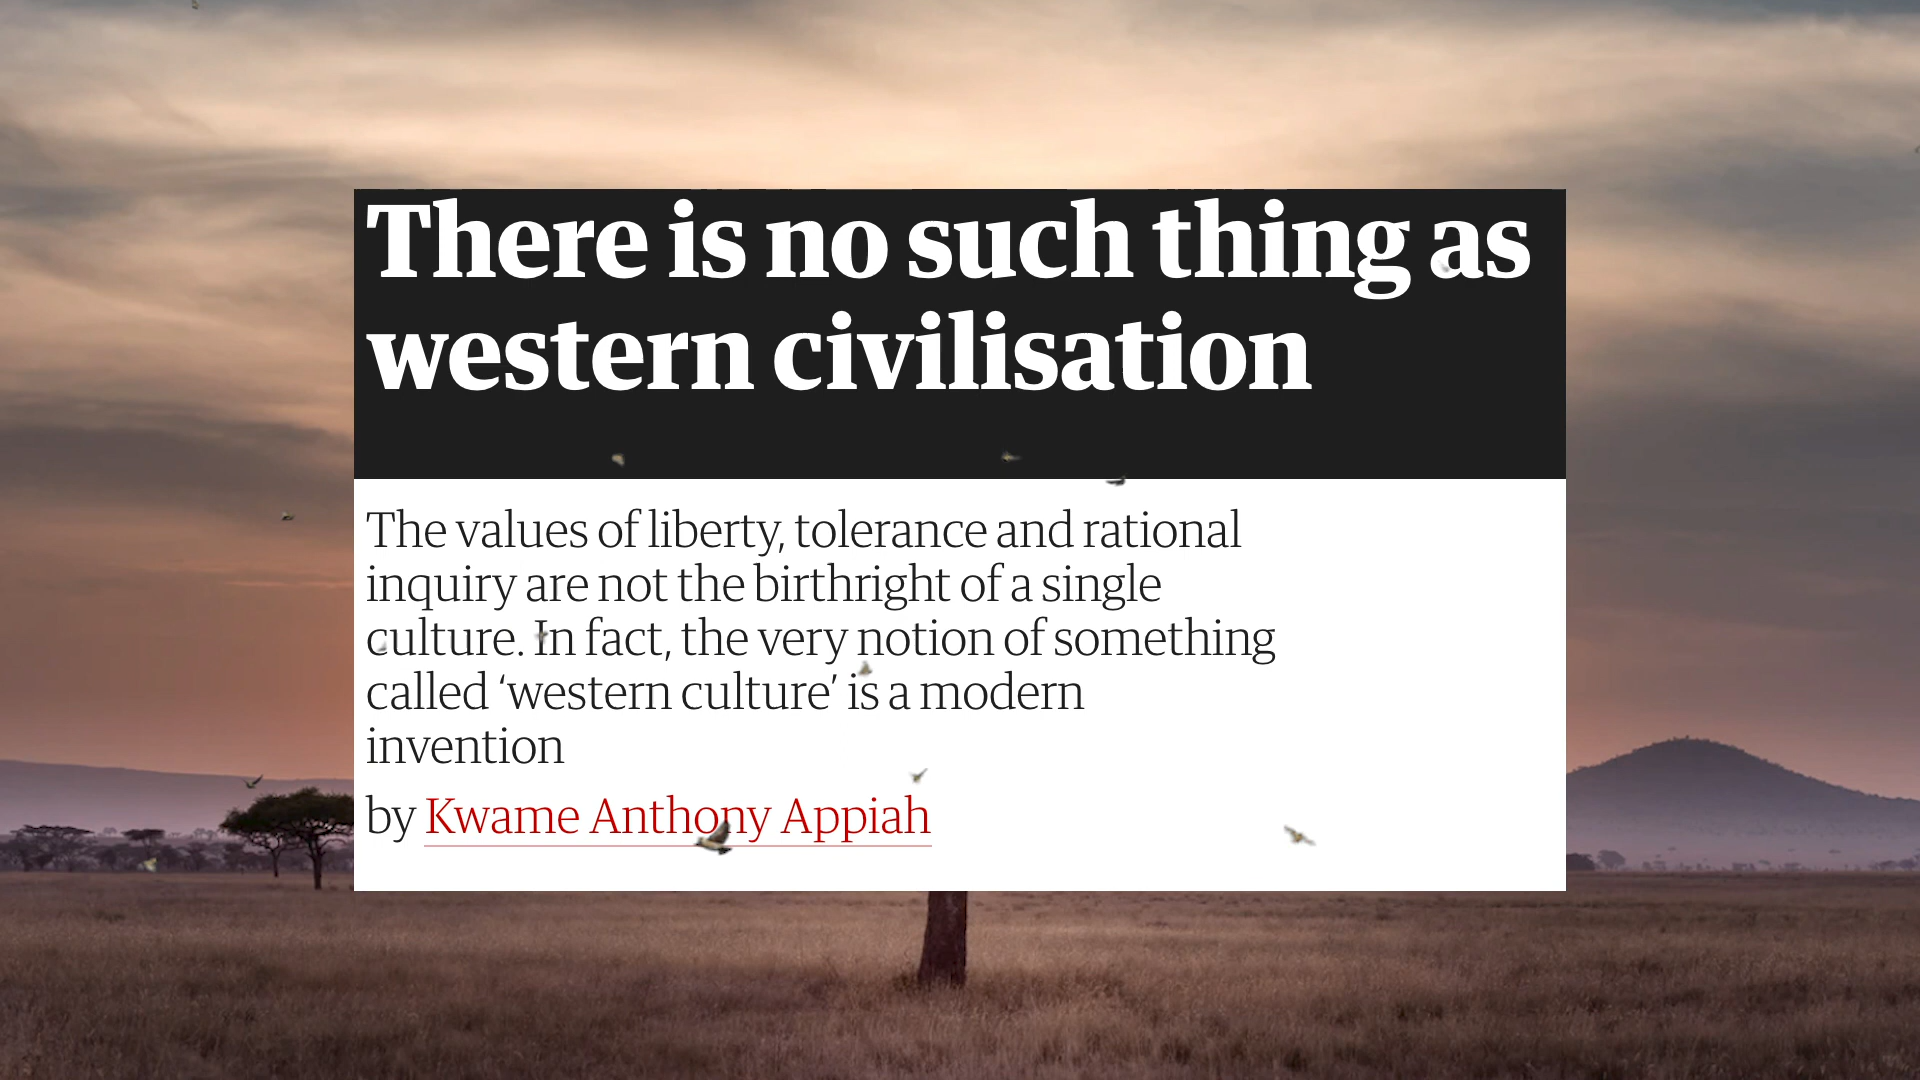 There is no such thing as
western civilisation
The values of liberty, tolerance and rational
inquiry are not the birthright of a single
culture. In fact, the very notion of something
called ‘western culture’ is a modern
invention
by Kwame Anthony Appiah